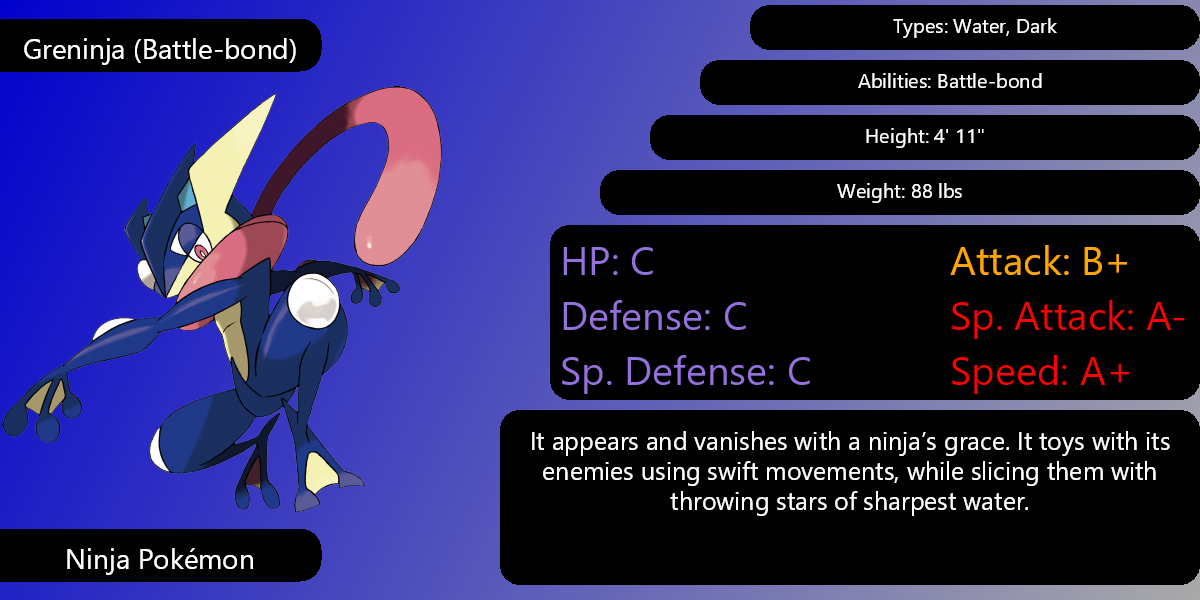 Greninja (Battle-bond)
Types: Water, Dark
Abilities: Battle-bond
Height: 4' 11"
Weight: 88 lbs
HP: C
Attack: B+
Defense: C
Sp. Attack: A-
Sp. Defense: C
Speed: A+
It appears and vanishes with a ninja’s grace. It toys with its
enemies using swift movements, while slicing them with
throwing stars of sharpest water.
Ninja Pokémon